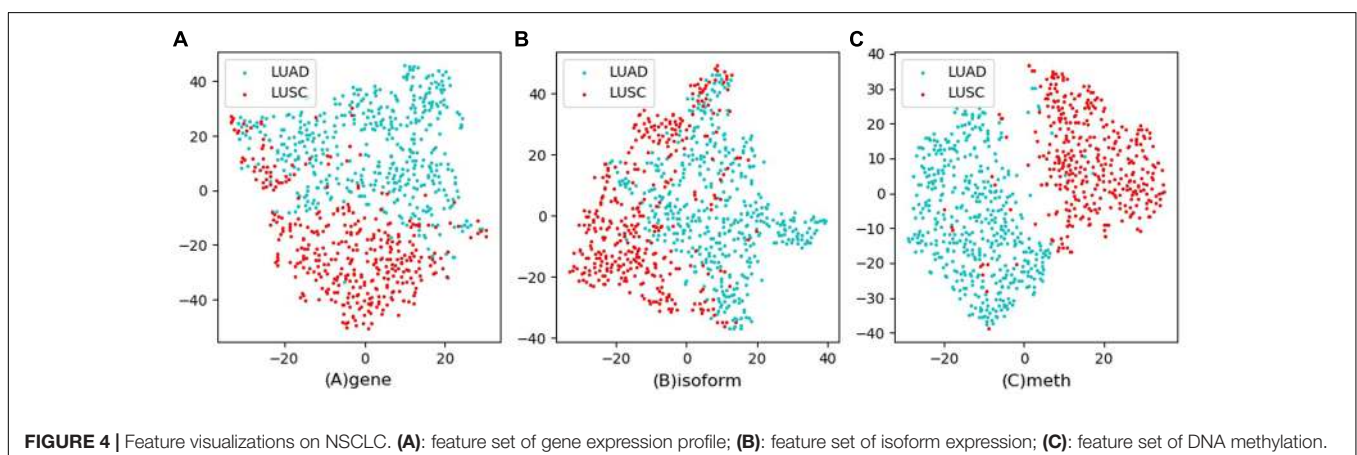 A
B
C
LUAD
LUSC
40
20
0
−20
−40
−20
0
20
(A)gene
LUAD
LUSC
40
20
0
−20
−40
−20
0
20
40
(B)isoform
LUAD
LUSC
40
30
20
10
0
−10
−20
−30
−40
−20
0
20
(C)meth
FIGURE 4 | Feature visualizations on NSCLC. (A): feature set of gene expression profile; (B): feature set of isoform expression; (C): feature set of DNA methylation.